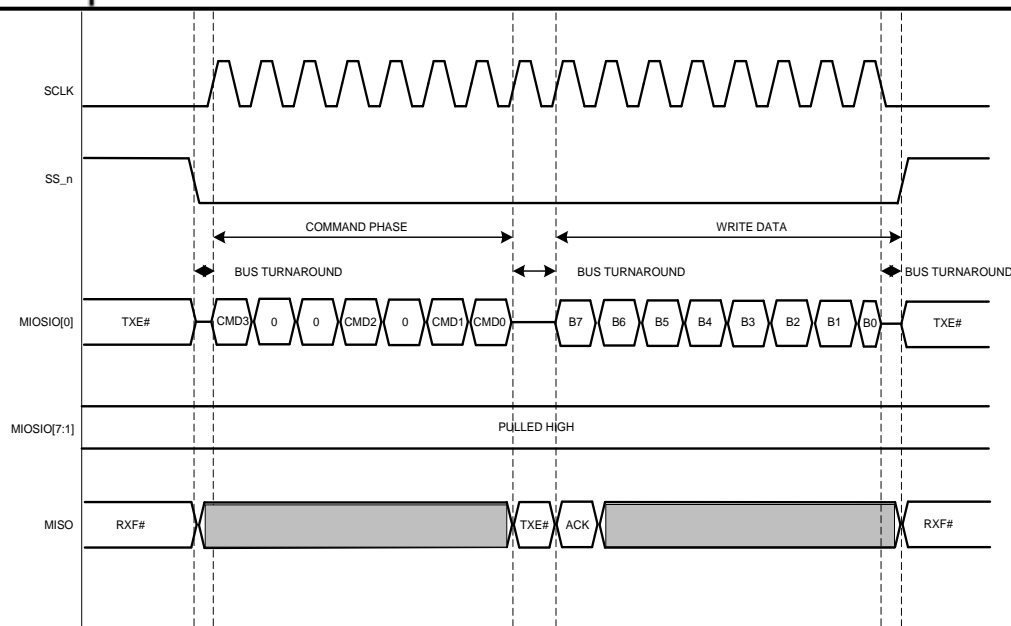 SCLK
SS_n
COMMAND PHASE WRITE DATA
BUS TURNAROUND BUS TURNAROUND BUS TURNAROUND
MIOSIO[0] TXE# CMD3 0 0 CMD2 0 CMD1 CMD0 B7 B6 B5 B4 B3 B2 B1 B0 TXE#
MIOSIO[7:1] PULLED HIGH
MISO RXF# TXE# ACK RXF#